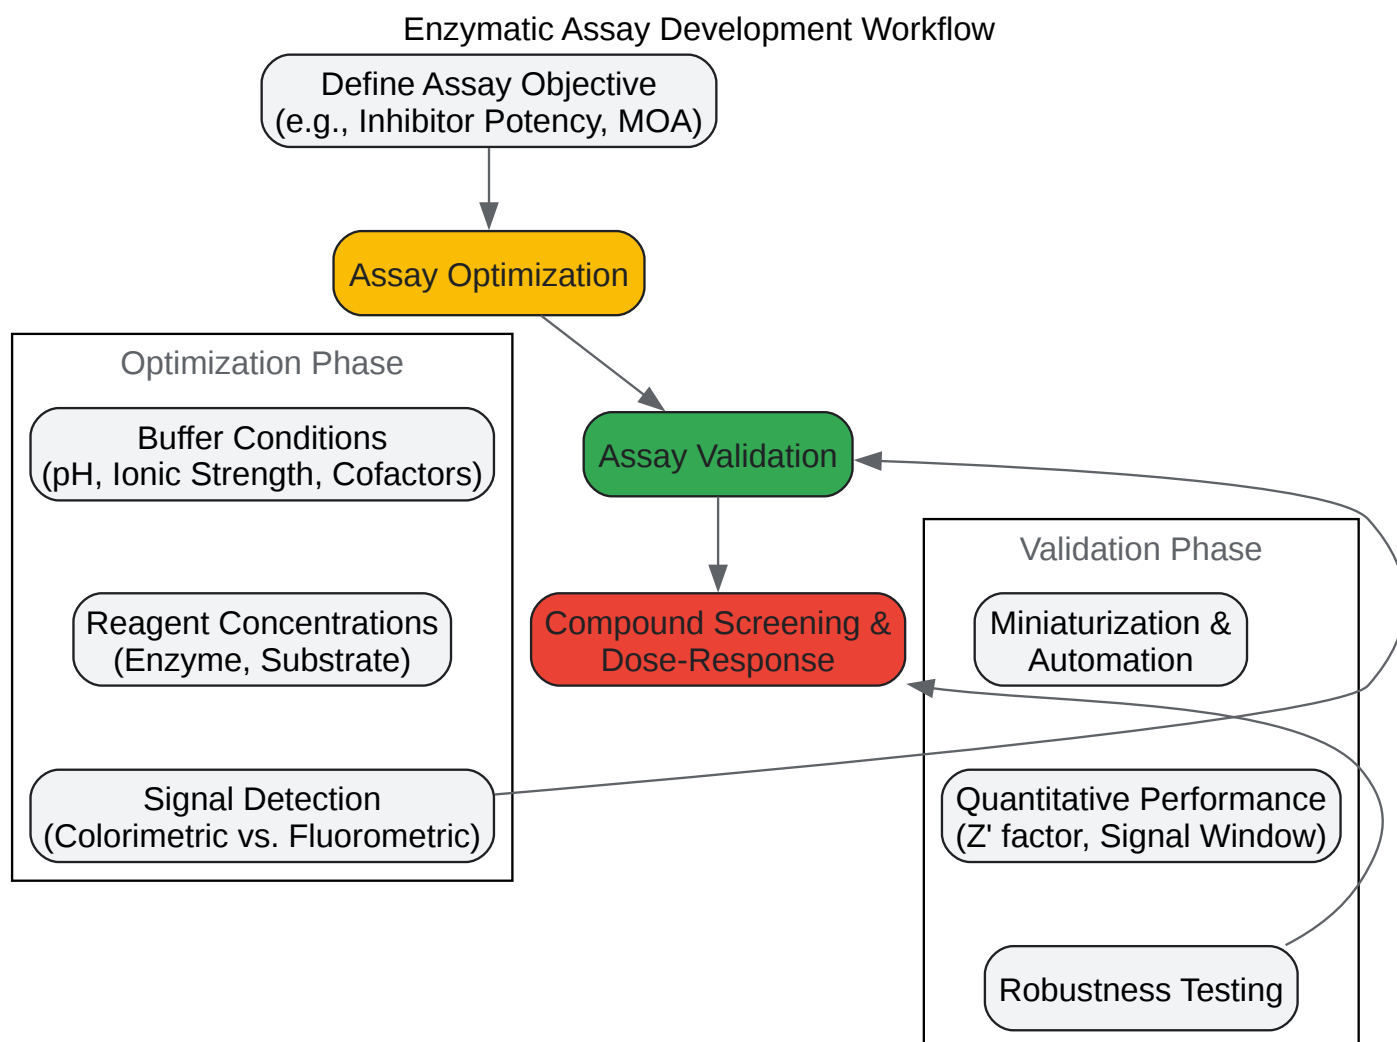 Enzymatic Assay Development Workflow
Define Assay Objective
(e.g., Inhibitor Potency, MOA)
Assay Optimization
Optimization Phase
Buffer Conditions
(pH, Ionic Strength, Cofactors)
Reagent Concentrations
(Enzyme, Substrate)
Signal Detection
(Colorimetric vs. Fluorometric)
Assay Validation
Compound Screening &
Dose-Response
Validation Phase
Miniaturization &
Automation
Quantitative Performance
(Z' factor, Signal Window)
Robustness Testing